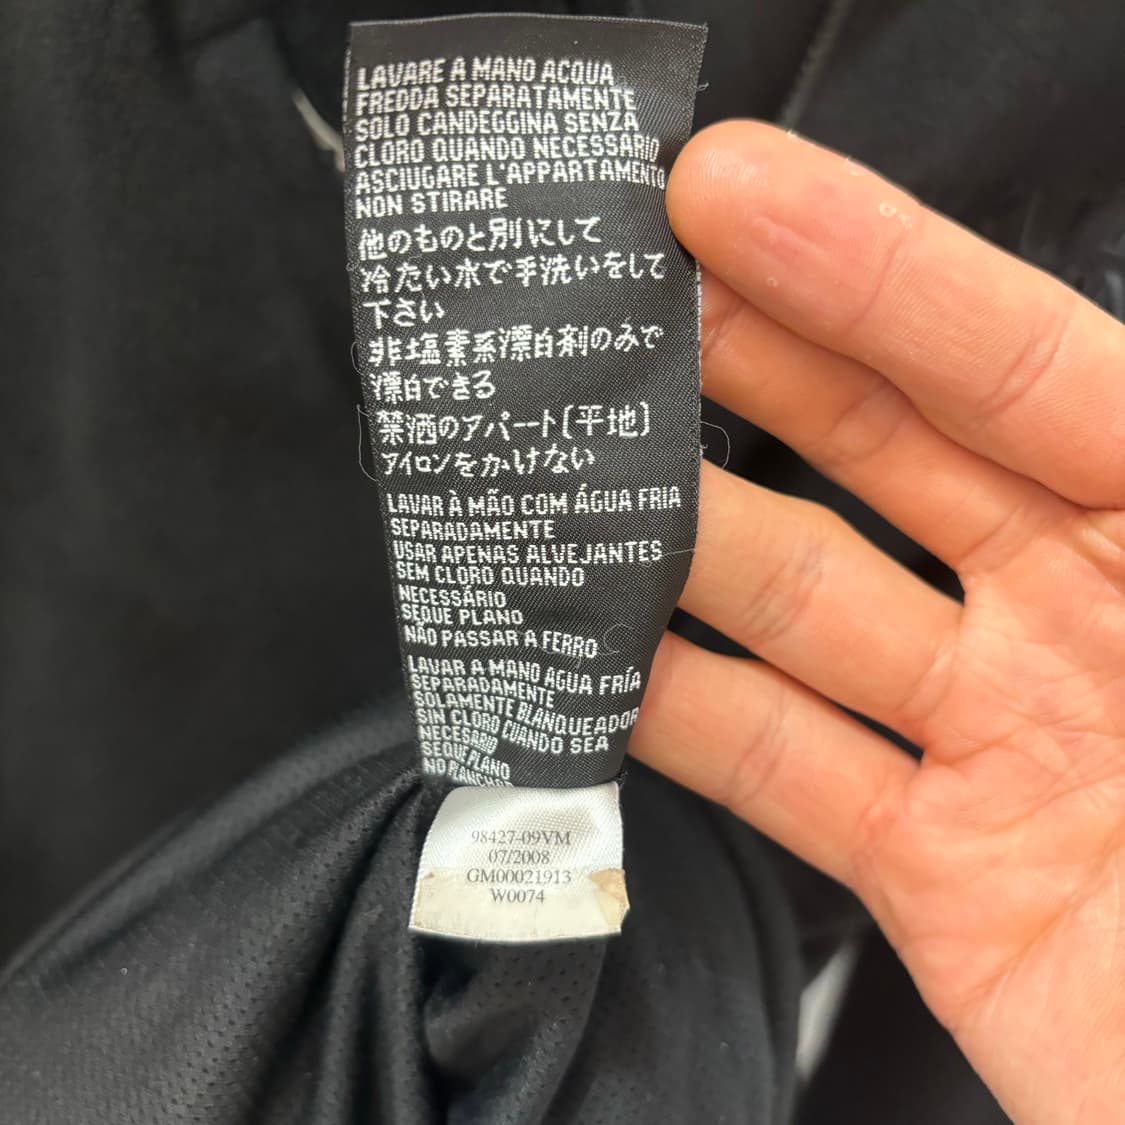 LAVARE A MANO ACQUA
FREDDA SEPARATAMENTE
SOLO CANDEGGINA SENZA
CLORO QUANDO NECESSARIO
ASCIUGARE L'APPARTAMENTO
NON STIRARE
他のものと別にして
冷たい水で手洗いをして
下さい
非塩素系漂白剤のみで
漂白できる
禁酒のアパート[平地]
アイロンをかけない
LAVAR À MÃO COM ÁGUA FRIA
SEPARADAMENTE
USAR APENAS ALVEJANTES
SEM CLORO QUANDO
NECESSÁRIO
SEQUE PLANO
NÃO PASSAR A FERRO
LAVAR A MANO AGUA FRÍA
SEPARADAMENTE
SOLAMENTE BLANQUEADOR
SIN CLORO CUANDO SEA
NECESARIO
SEQUE PLANO
NO PLANCHAR
98427-09VM
07/2008
GM00021913
W0074